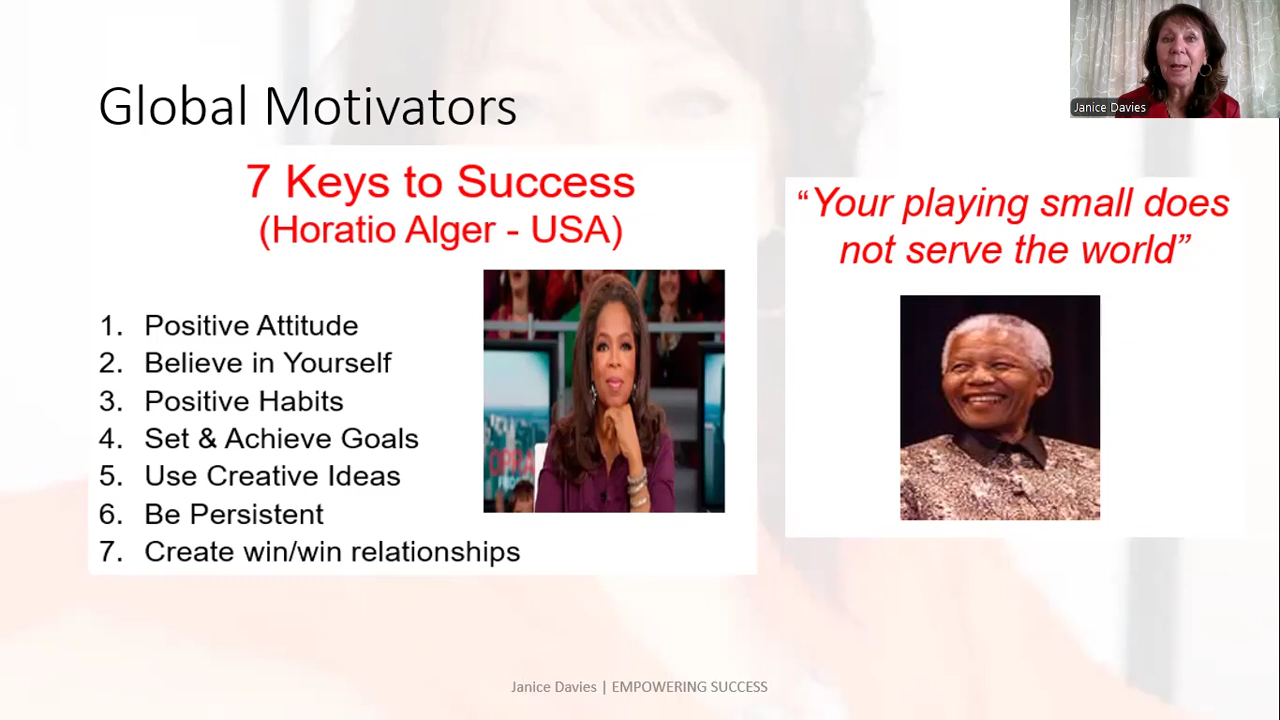 Global Motivators
7 Keys to Success
(Horatio Alger - USA)
1. Positive Attitude
2. Believe in Yourself
3. Positive Habits
4. Set & Achieve Goals
5. Use Creative Ideas
6. Be Persistent
7. Create win/win relationships
“Your playing small does
not serve the world”
Janice Davies
Janice Davies | EMPOWERING SUCCESS